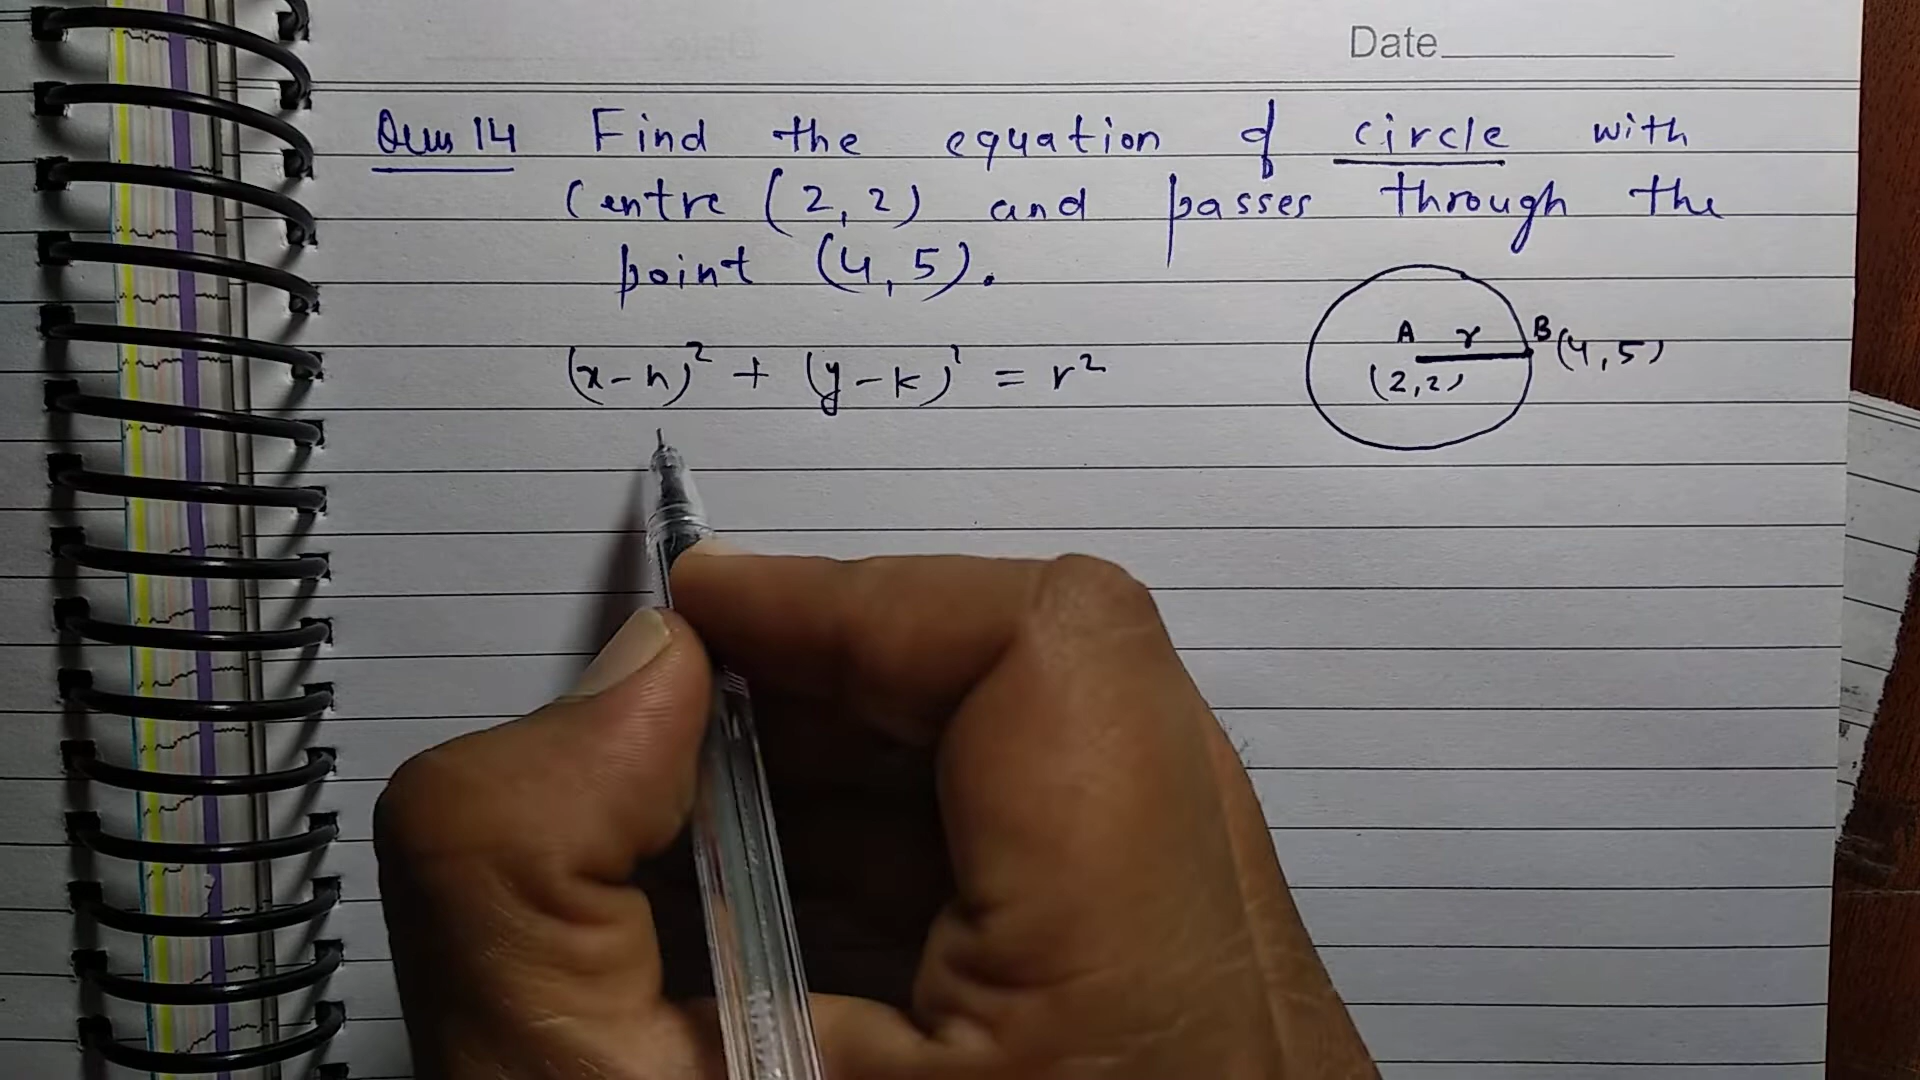 Date
Ques 14 Find the equation of circle with
Centre (2, 2) and passes through the
point (4, 5).
(x-h)² + (y-k)² = r²
A r B (4, 5)
(2, 2)